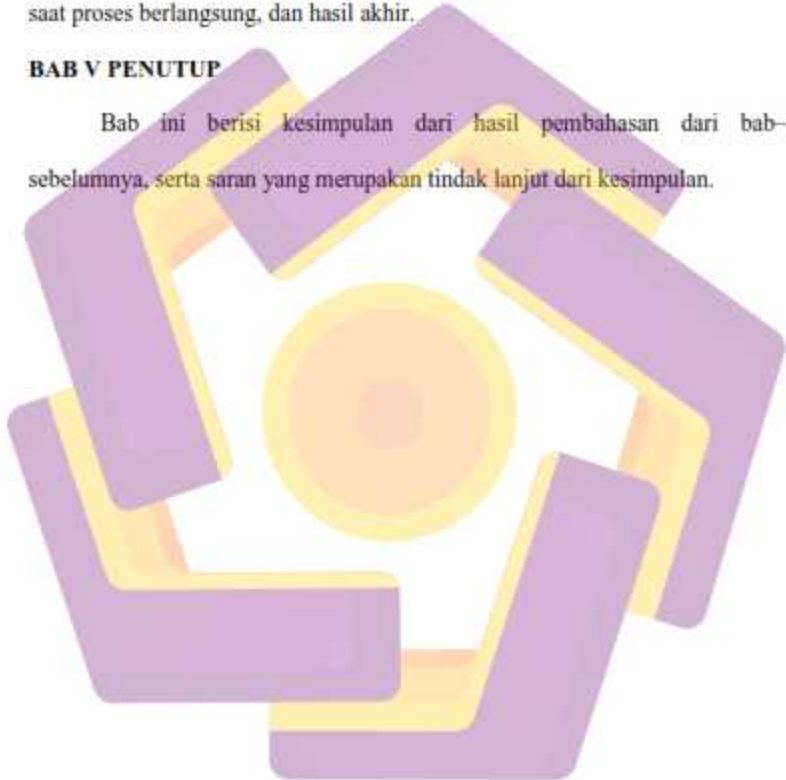 saat proses berlangsung, dan hasil akhir.
BAB V PENUTUP
Bab ini berisi kesimpulan dari hasil pembahasan dari bab–
sebelumnya, serta saran yang merupakan tindak lanjut dari kesimpulan.